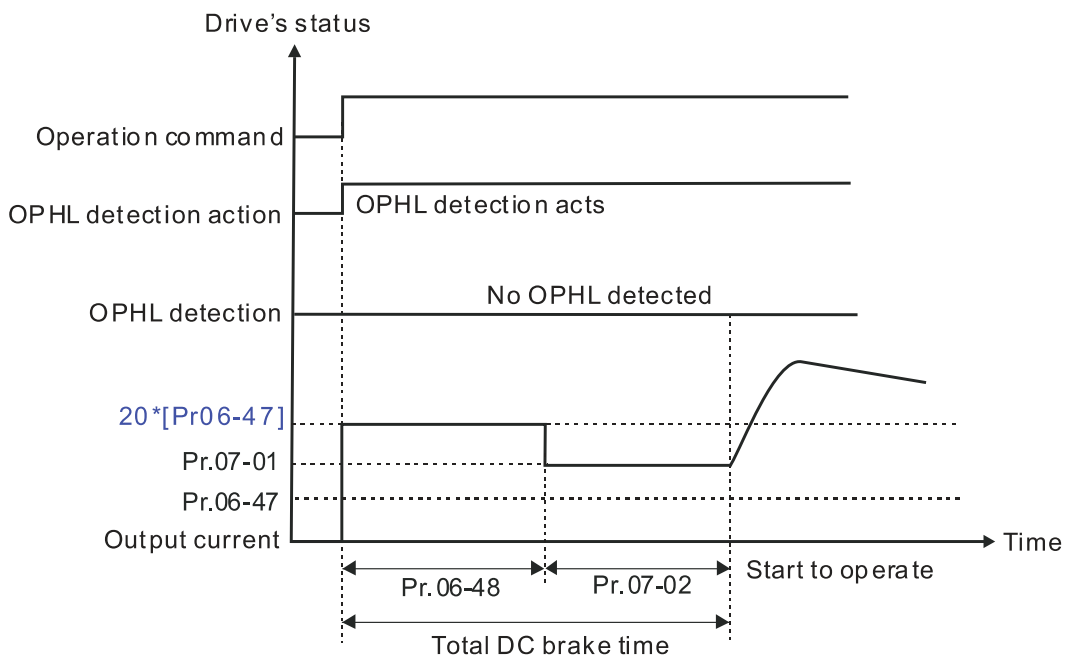 Drive's status
Operation command
OPHL detection action
OPHL detection acts
OPHL detection
No OPHL detected
20*[Pr06-47]
Pr.07-01
Pr.06-47
Output current
Time
Pr.06-48
Pr.07-02
Start to operate
Total DC brake time